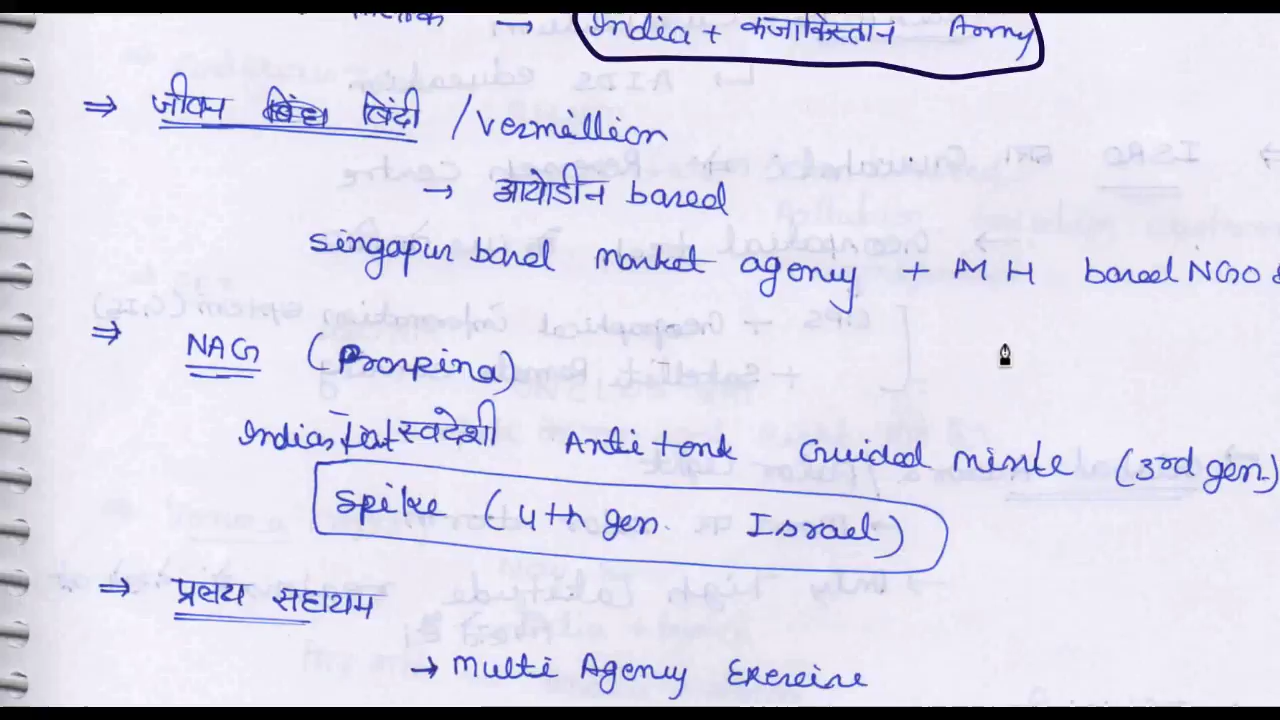 → India + कजाकिस्तान Army
⇒ जीवन बिंदी / Vermillion
→ आयोडीन based
Singapur based market agency + MH based NGO
⇒ NAG (Prospina)
Indias first स्वदेशी Anti tank Guided missile (3rd gen.)
Spike (4th gen. Israel)
⇒ प्रलय सहायम
→ Multi Agency Exercise